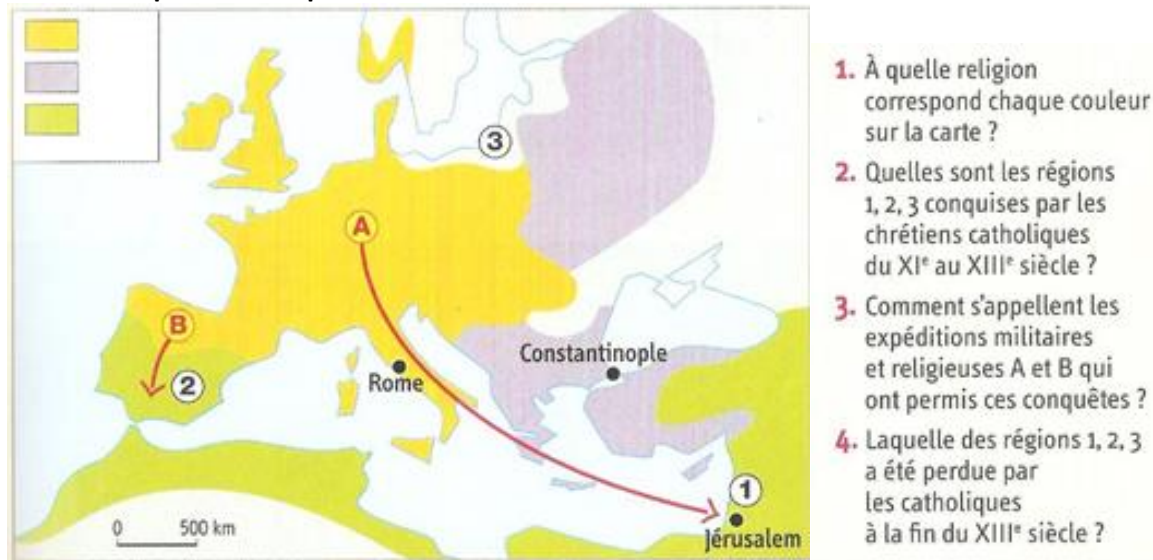 3
A
B
Constantinople
Rome
2
1
0 500 km
Jérusalem
1. À quelle religion
correspond chaque couleur
sur la carte ?
2. Quelles sont les régions
1, 2, 3 conquises par les
chrétiens catholiques
du XIᵉ au XIIIᵉ siècle ?
3. Comment s'appellent les
expéditions militaires
et religieuses A et B qui
ont permis ces conquêtes ?
4. Laquelle des régions 1, 2, 3
a été perdue par
les catholiques
à la fin du XIIIᵉ siècle ?